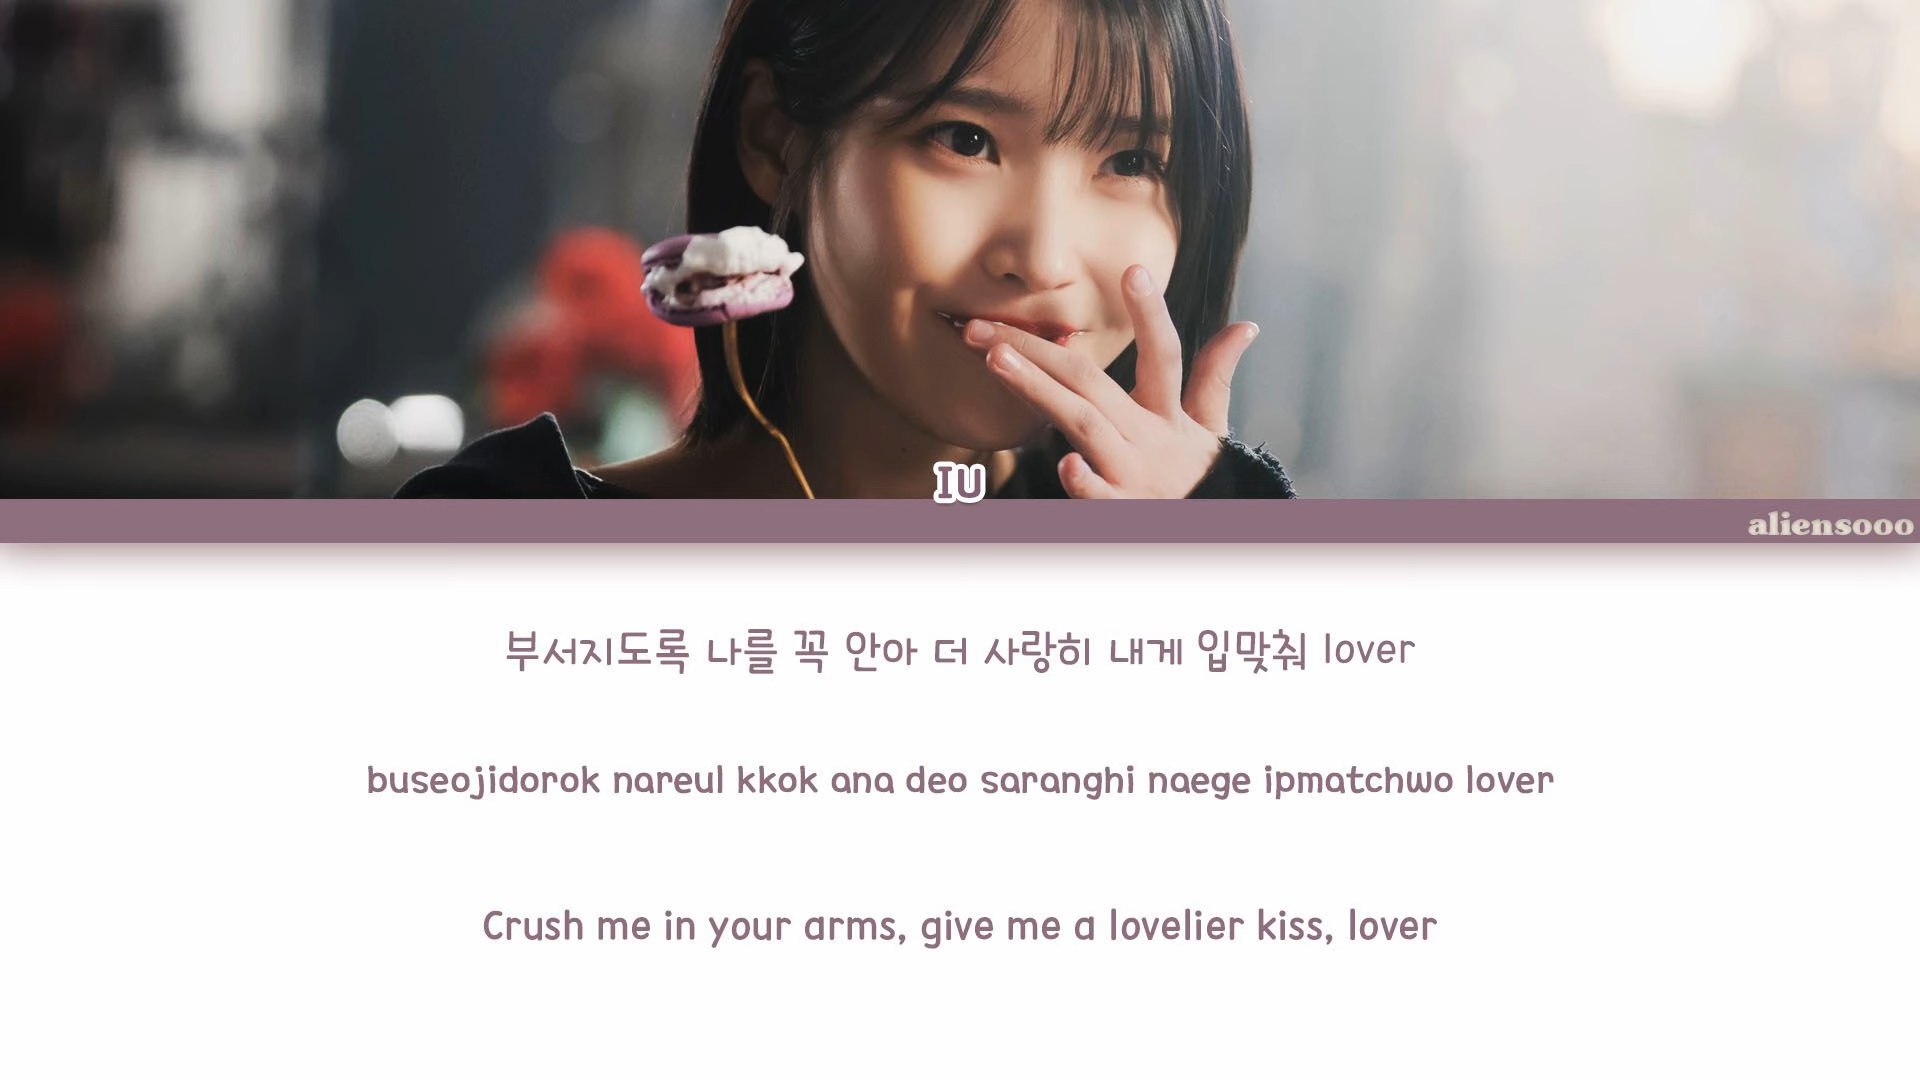 IU
aliensooo
부서지도록 나를 꼭 안아 더 사랑히 내게 입맞춰 lover
buseojidorok nareul kkok ana deo saranghi naege ipmatchwo lover
Crush me in your arms, give me a lovelier kiss, lover